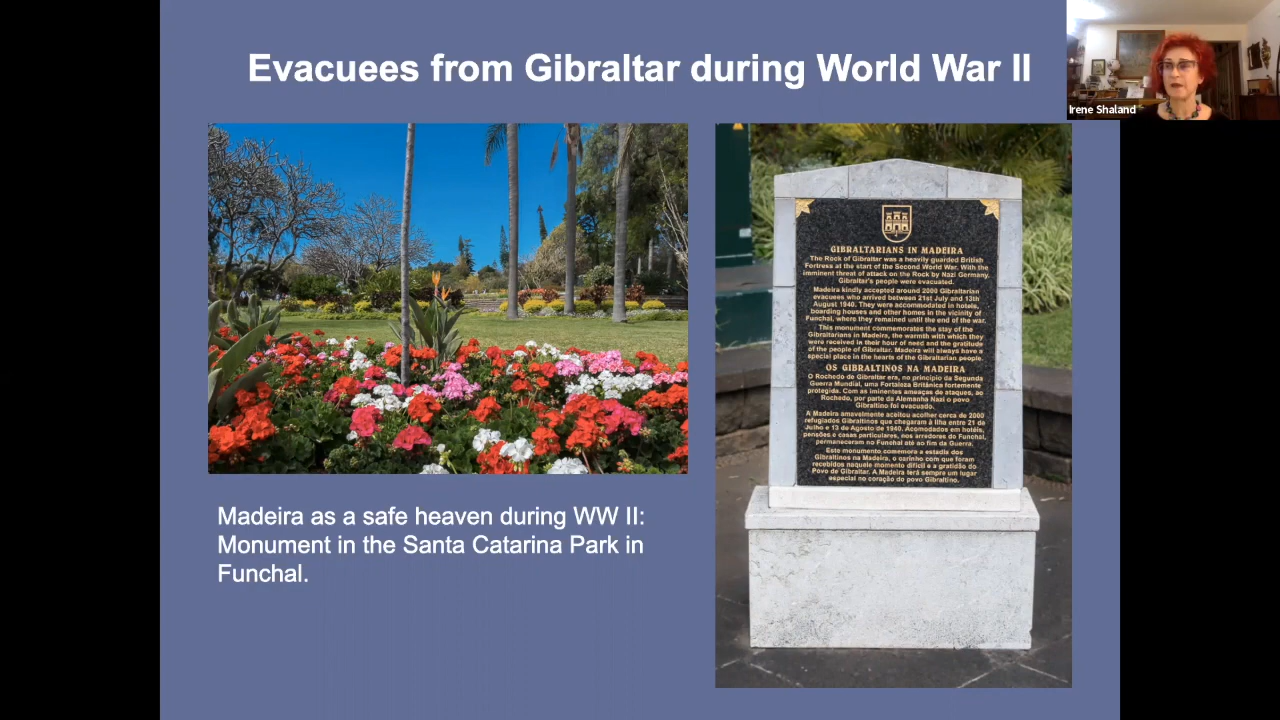 Evacuees from Gibraltar during World War II
Irene Shaland
GIBRALTARIANS IN MADEIRA
The Rock of Gibraltar was a heavily guarded British
Fortress at the start of the Second World War. With the
imminent threat of attack on the Rock by Nazi Germany,
Gibraltar's people were evacuated.
Madeira kindly accepted around 2000 Gibraltarian
evacuees who arrived between 21st July and 13th
August 1940. They were accommodated in hotels,
boarding houses and other homes in the vicinity of
Funchal, where they remained until the end of the war.
This monument commemorates the stay of the
Gibraltarians in Madeira, the warmth with which they
were received in their hour of need and the gratitude
of the people of Gibraltar. Madeira will always have a
special place in the hearts of the Gibraltarian people.
OS GIBRALTINOS NA MADEIRA
O Rochedo de Gibraltar era, no princípio da Segunda
Guerra Mundial, uma Fortaleza Britânica fortemente
protegida. Com as iminentes ameaças de ataques, ao
Rochedo, por parte da Alemanha Nazi o povo
Gibraltino foi evacuado.
A Madeira amavelmente aceitou acolher cerca de 2000
refugiados Gibraltinos que chegaram à Ilha entre 21 de
Julho e 13 de Agosto de 1940. Acomodados em hotéis,
pensões e casas particulares, nos arredores do Funchal,
permaneceram no Funchal até ao fim da Guerra.
Este monumento comemora a estadia dos
Gibraltinos na Madeira, o carinho com que foram
recebidos naquele momento difícil e a gratidão do
Povo de Gibraltar. A Madeira terá sempre um lugar
especial no coração do povo Gibraltino.
Madeira as a safe heaven during WW II:
Monument in the Santa Catarina Park in
Funchal.